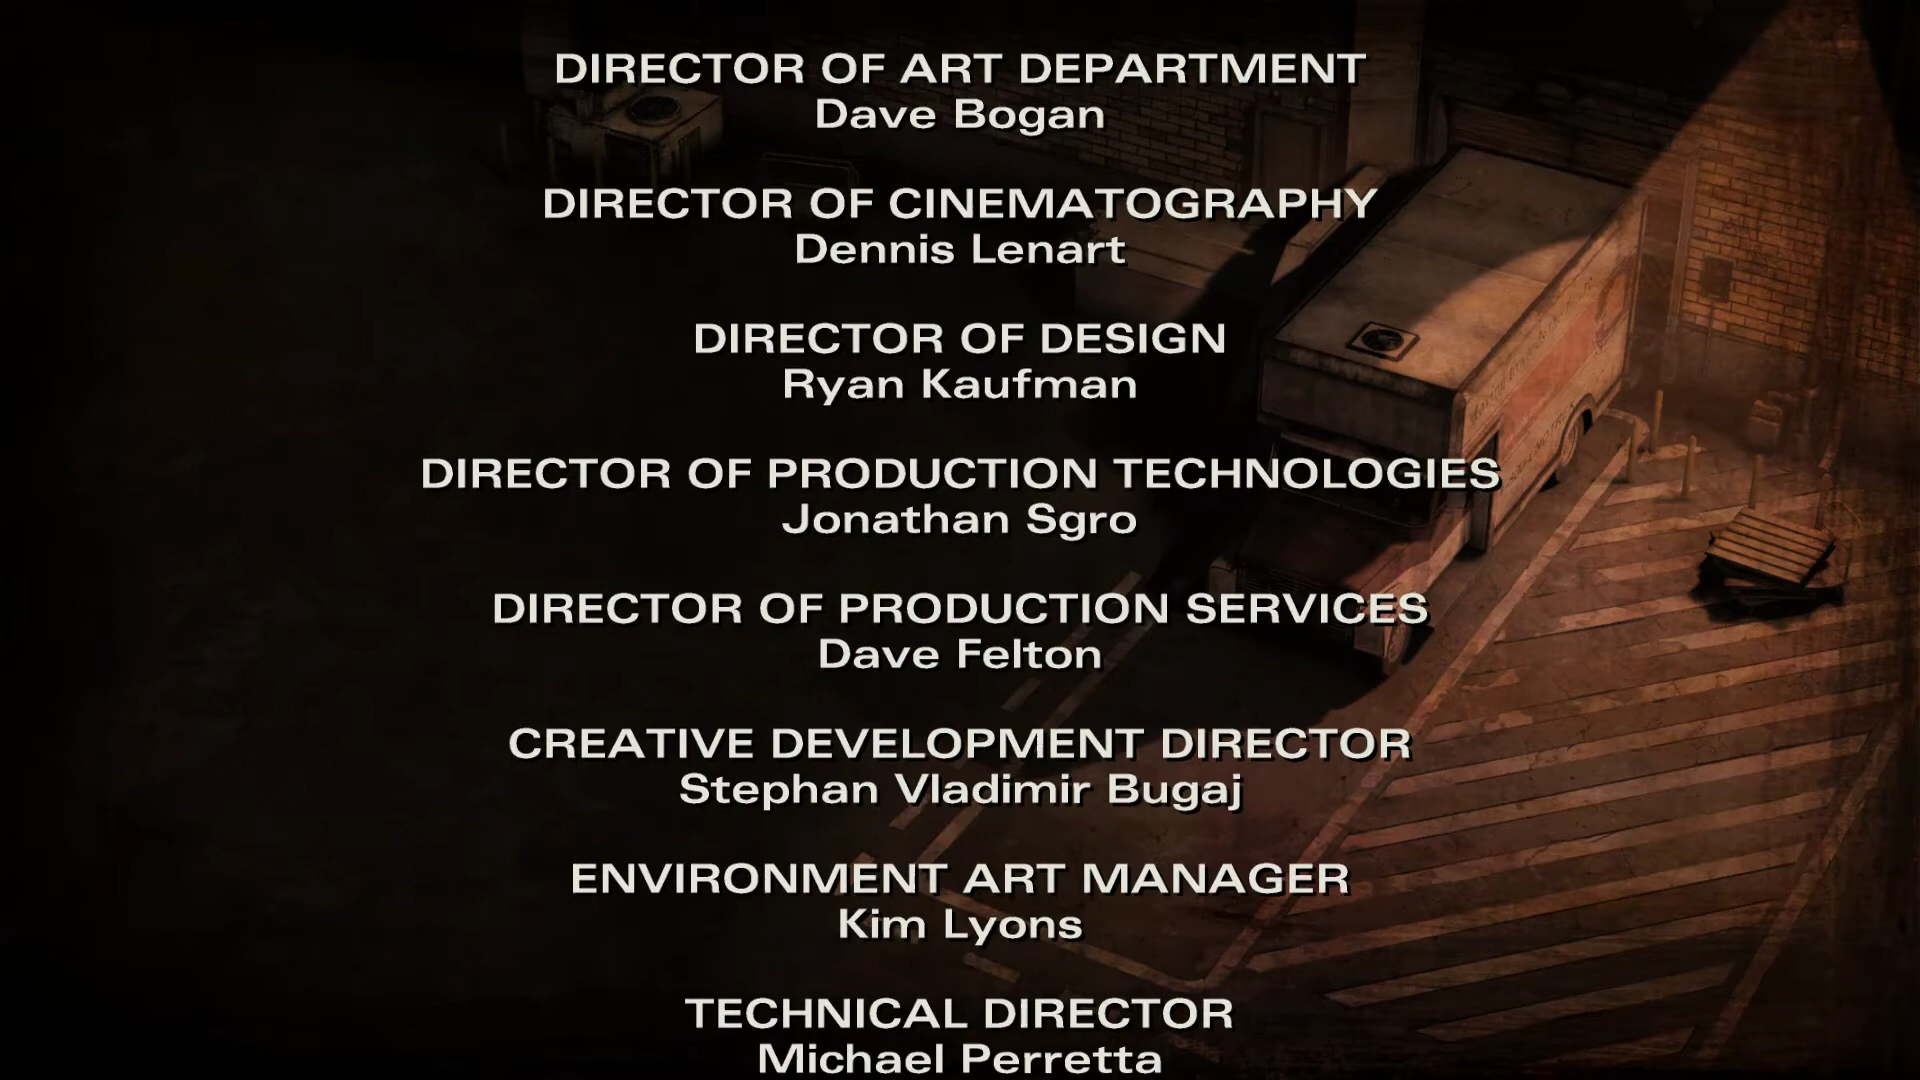 DIRECTOR OF ART DEPARTMENT
Dave Bogan
DIRECTOR OF CINEMATOGRAPHY
Dennis Lenart
DIRECTOR OF DESIGN
Ryan Kaufman
DIRECTOR OF PRODUCTION TECHNOLOGIES
Jonathan Sgro
DIRECTOR OF PRODUCTION SERVICES
Dave Felton
CREATIVE DEVELOPMENT DIRECTOR
Stephan Vladimir Bugaj
ENVIRONMENT ART MANAGER
Kim Lyons
TECHNICAL DIRECTOR
Michael Perretta